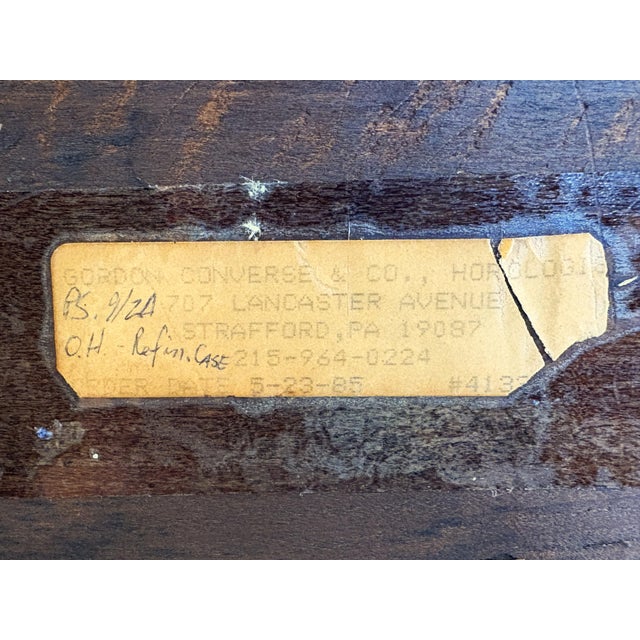 GORDON CONVERSE & CO., HOROLOGIS
707 LANCASTER AVENUE
STRAFFORD, PA 19087
215-964-0224
ORDER DATE 5-23-85 #413
P.S. 9/2A
O.H - Refin. CASE